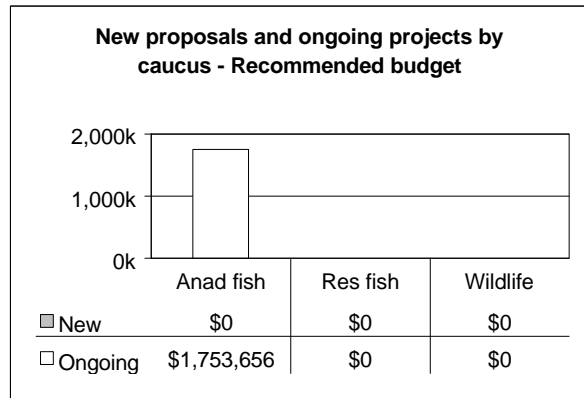 New proposals and ongoing projects by
caucus - Recommended budget
2,000k
1,000k
0k
Anad fish Res fish Wildlife
New $0 $0 $0
Ongoing $1,753,656 $0 $0